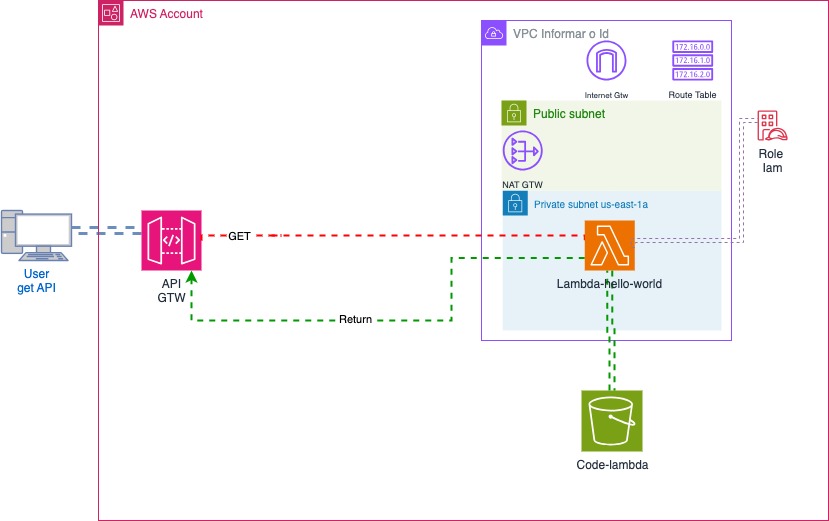 AWS Account
VPC Informar o Id
172.16.0.0
172.16.1.0
172.16.2.0
Internet Gtw
Route Table
Public subnet
Role
Iam
NAT GTW
Private subnet us-east-1a
GET
User
get API
API
GTW
Lambda-hello-world
Return
Code-lambda